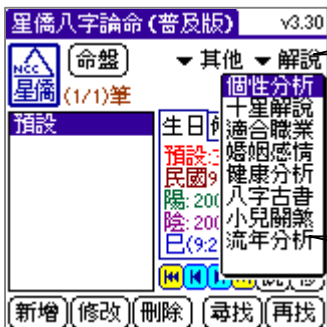 星僑八字論命(普及版) v3.30
NCC 星僑
命盤 ▼其他 ▼解說
(1/1)筆
預設
生日
個性分析
十星解說
適合職業
婚姻感情
健康分析
八字古書
小兒關煞
流年分析
預設:
民國9
陽: 200
陰: 200
巳(9:2
新增 修改 刪除 尋找 再找